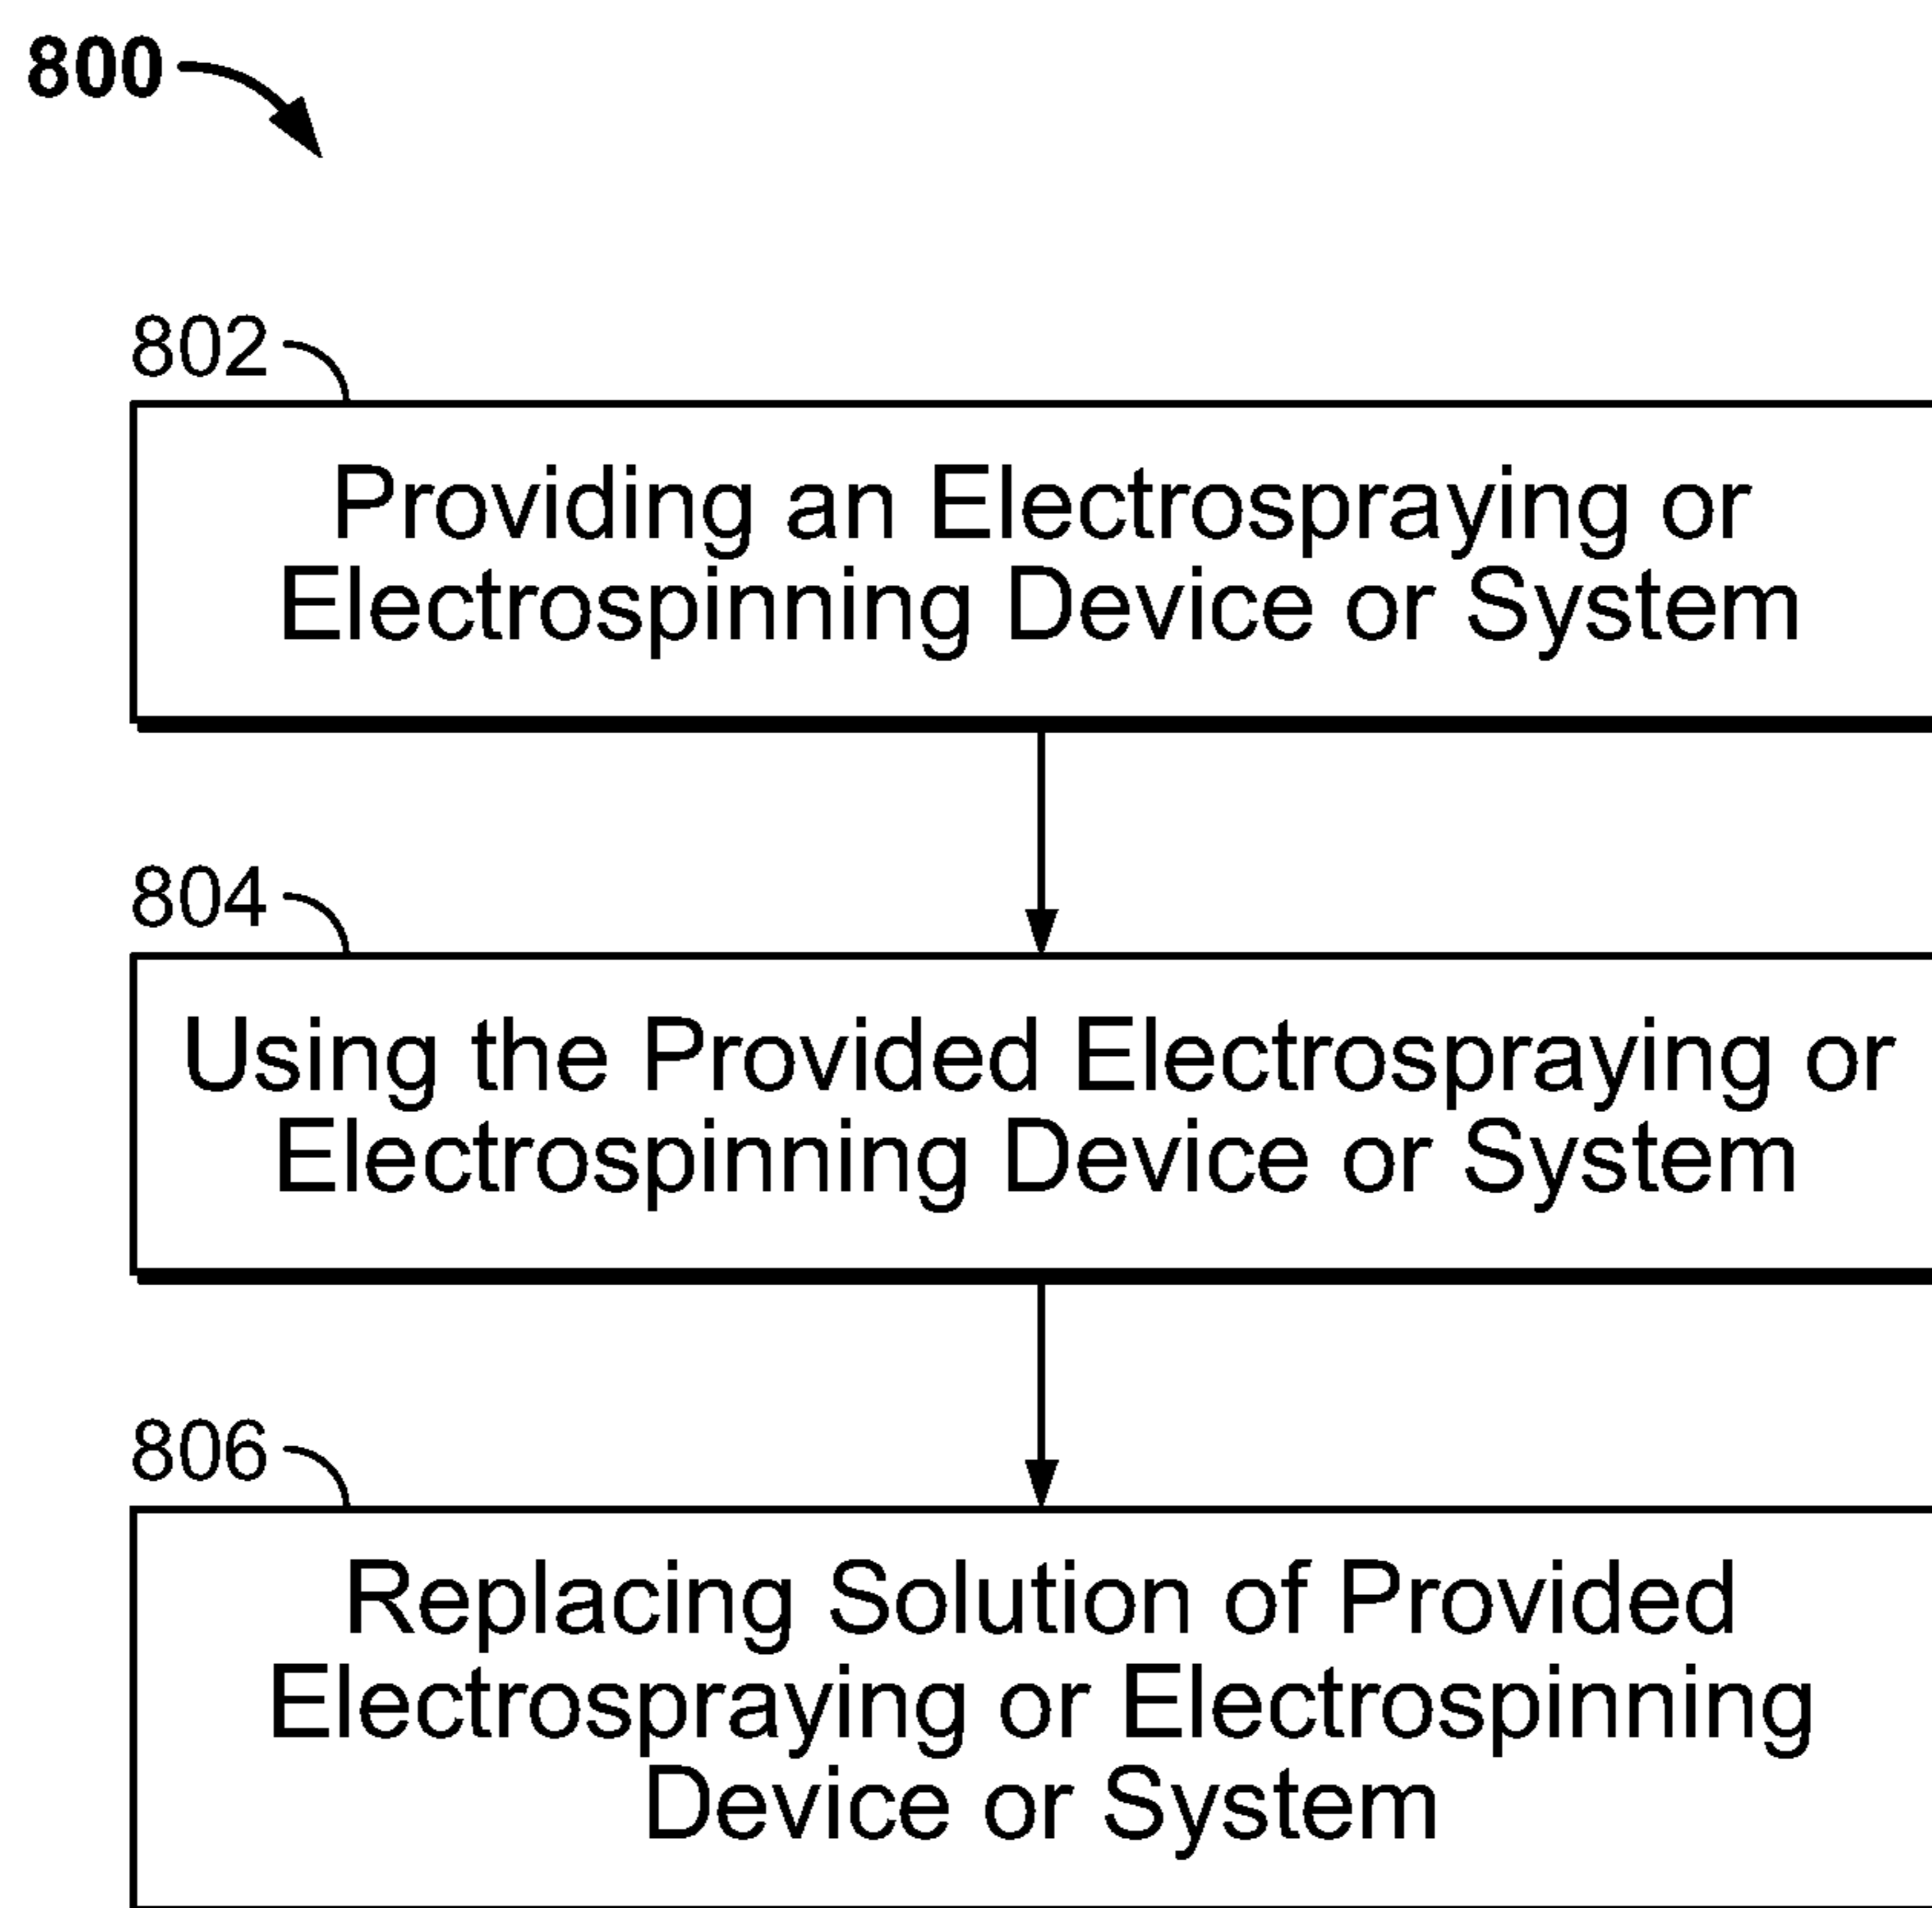 800
802
Providing an Electrospraying or
Electrospinning Device or System
804
Using the Provided Electrospraying or
Electrospinning Device or System
806
Replacing Solution of Provided
Electrospraying or Electrospinning
Device or System